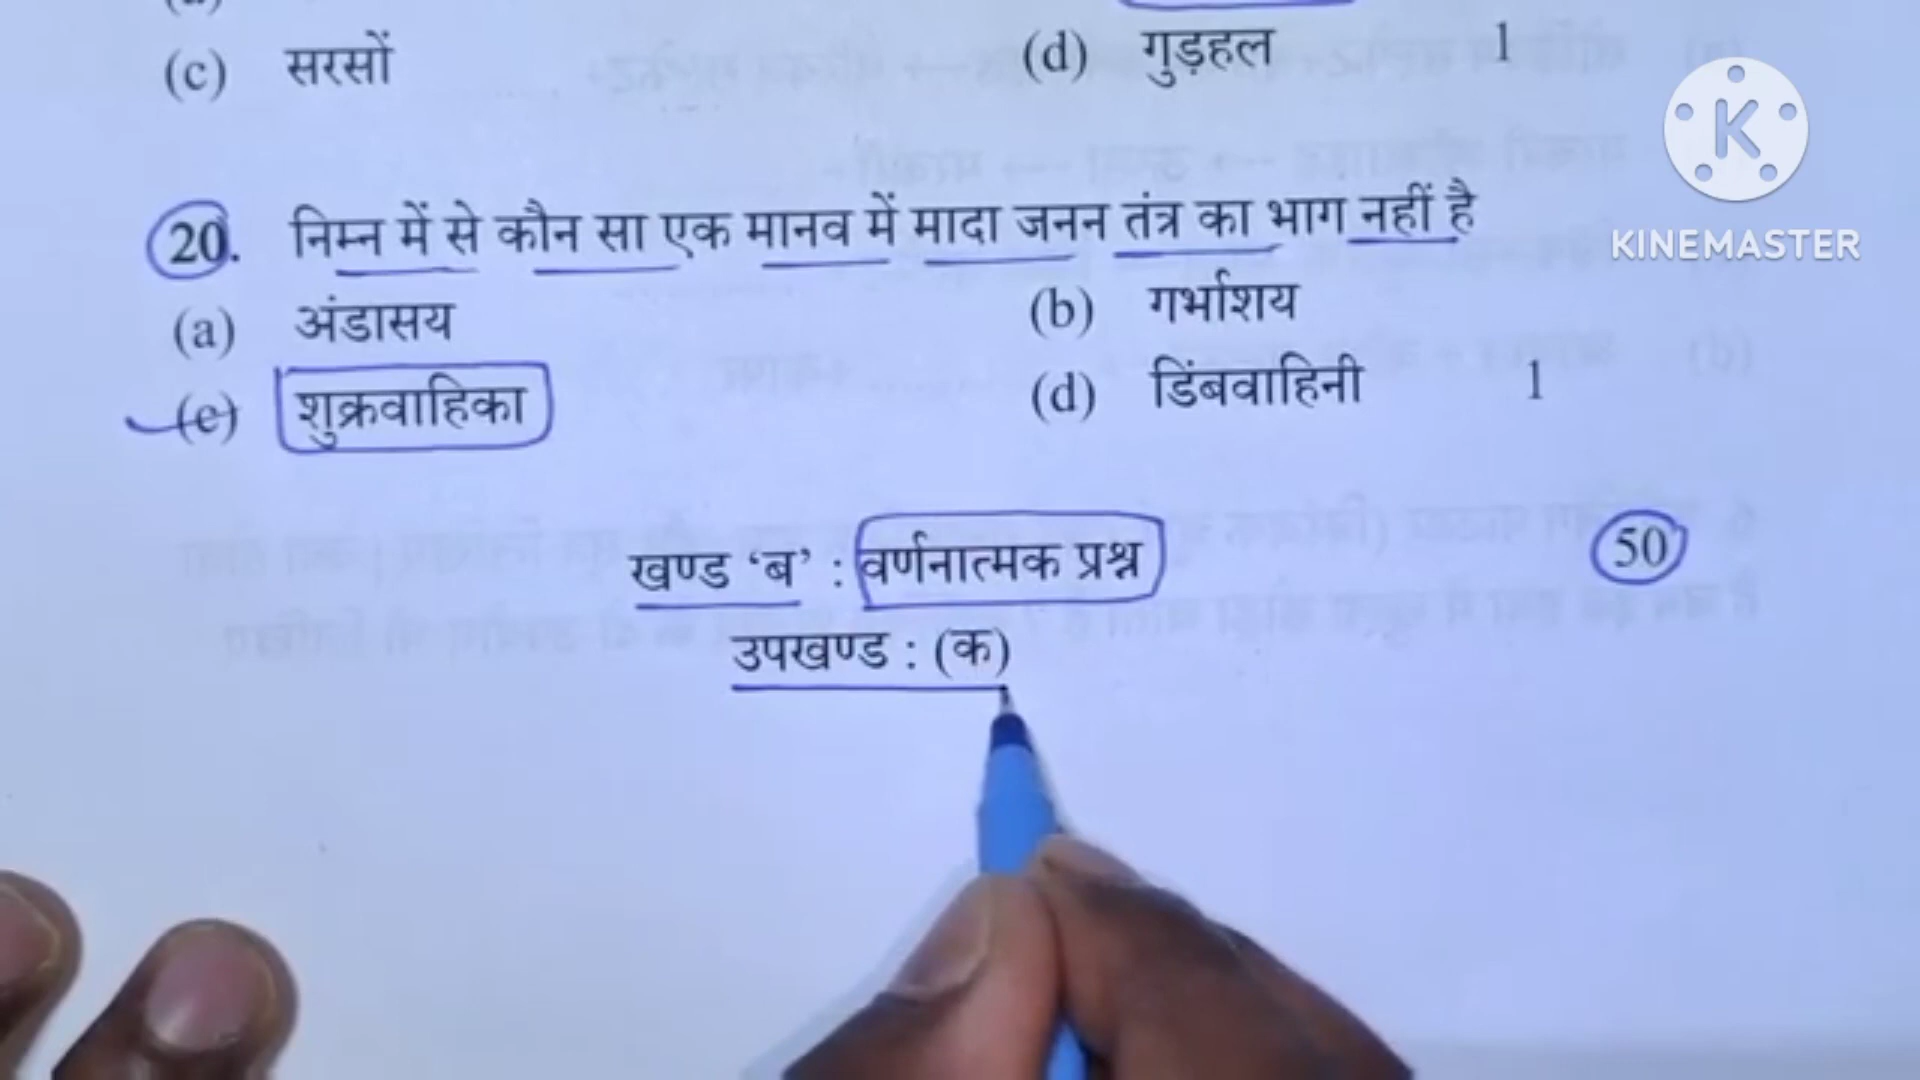 (c) सरसों (d) गुड़हल 1
20. निम्न में से कौन सा एक मानव में मादा जनन तंत्र का भाग नहीं है
(a) अंडासय (b) गर्भाशय
(c) शुक्रवाहिका (d) डिंबवाहिनी 1
खण्ड ‘ब’ : वर्णनात्मक प्रश्न 50
उपखण्ड : (क)
K
KINEMASTER